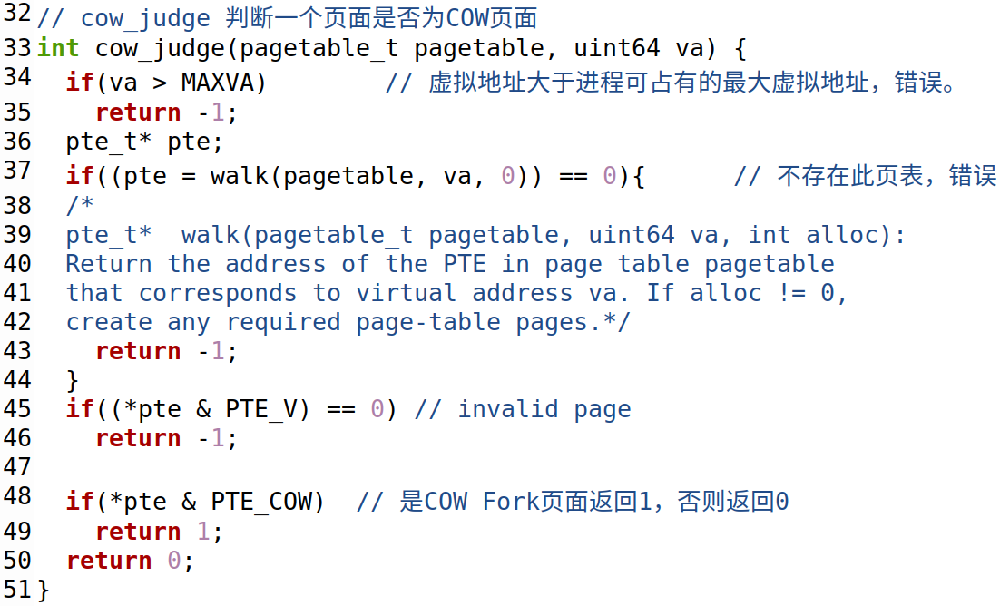 32 // cow_judge 判断一个页面是否为COW页面
33 int cow_judge(pagetable_t pagetable, uint64 va) {
34   if(va > MAXVA)        // 虚拟地址大于进程可占有的最大虚拟地址，错误。
35     return -1;
36   pte_t* pte;
37   if((pte = walk(pagetable, va, 0)) == 0){      // 不存在此页表，错误
38   /*
39   pte_t*  walk(pagetable_t pagetable, uint64 va, int alloc):
40   Return the address of the PTE in page table pagetable
41   that corresponds to virtual address va. If alloc != 0,
42   create any required page-table pages.*/
43     return -1;
44   }
45   if((*pte & PTE_V) == 0) // invalid page
46     return -1;
47
48   if(*pte & PTE_COW)  // 是COW Fork页面返回1，否则返回0
49     return 1;
50   return 0;
51 }